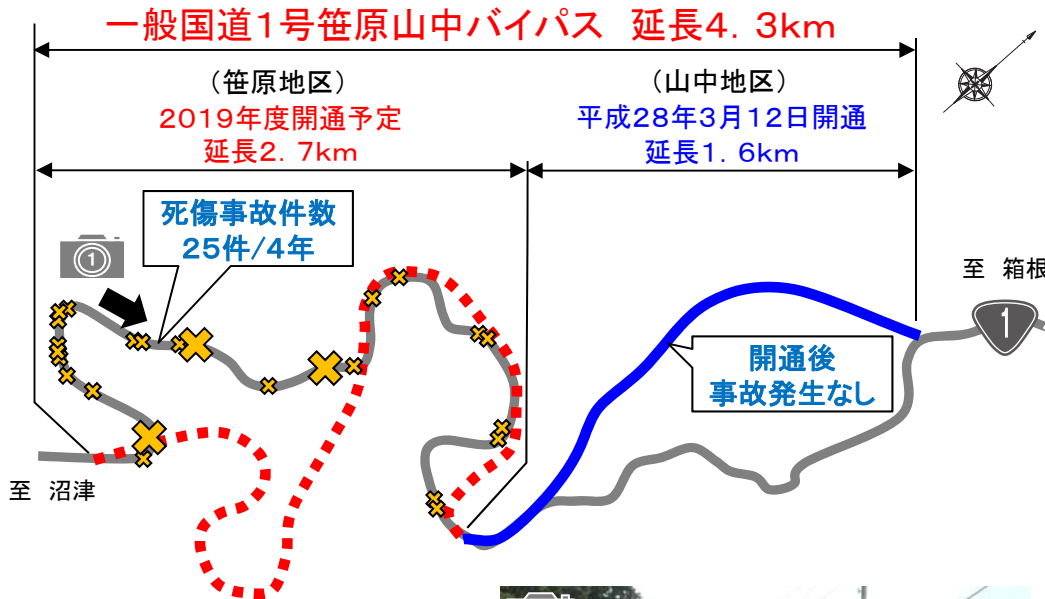 一般国道1号笹原山中バイパス 延長4.3km
(笹原地区)
2019年度開通予定
延長2.7km
(山中地区)
平成28年3月12日開通
延長1.6km
死傷事故件数
25件/4年
①
至 箱根
1
開通後
事故発生なし
至 沼津